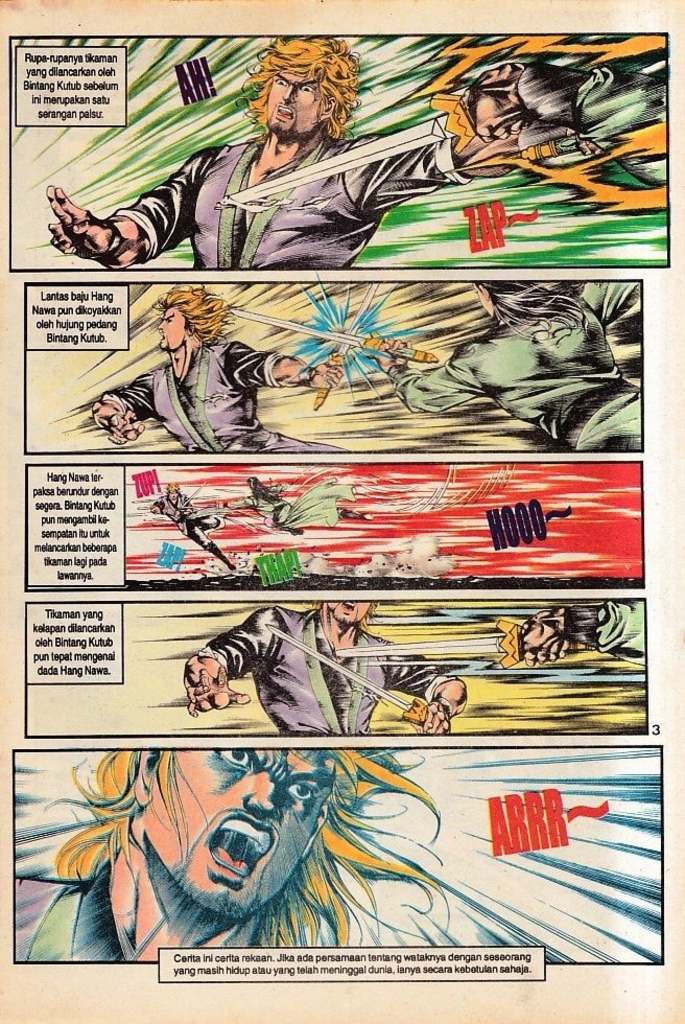 Rupa-rupanya tikaman
yang dilancarkan oleh
Bintang Kutub sebelum
ini merupakan satu
serangan palsu.
AH!
ZAP~
Lantas baju Hang
Nawa pun dikoyakkan
oleh hujung pedang
Bintang Kutub.
Hang Nawa ter-
paksa berundur dengan
segera. Bintang Kutub
pun mengambil ke-
sempatan itu untuk
melancarkan beberapa
tikaman lagi pada
lawannya.
ZUP!
ZAP!
THAP!
HOOO~
Tikaman yang
kelapan dilancarkan
oleh Bintang Kutub
pun tepat mengenai
dada Hang Nawa.
3
ARRR~
Cerita ini cerita rekaan. Jika ada persamaan tentang wataknya dengan seseorang
yang masih hidup atau yang telah meninggal dunia, ianya secara kebetulan sahaja.